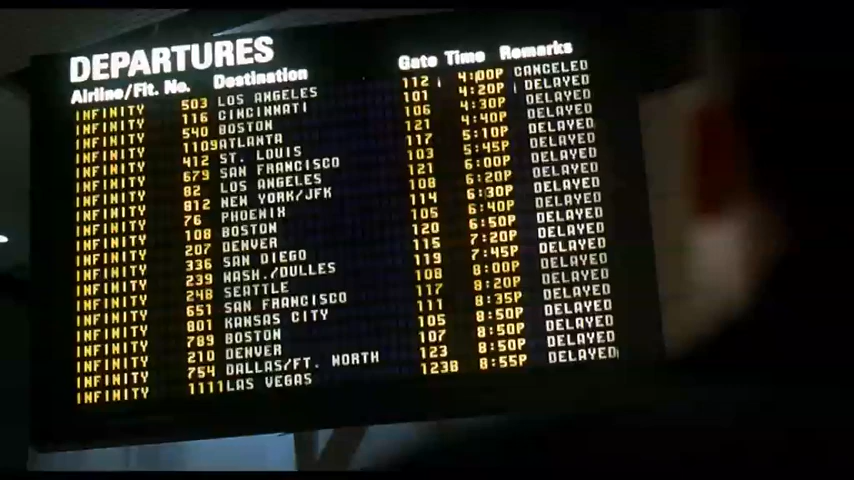 DEPARTURES
Airline/Flt. No. Destination Gate Time Remarks
INFINITY 503 LOS ANGELES 112 4:00P CANCELED
INFINITY 116 CINCINNATI 101 4:20P DELAYED
INFINITY 540 BOSTON 106 4:30P DELAYED
INFINITY 1109 ATLANTA 121 4:40P DELAYED
INFINITY 412 ST. LOUIS 117 5:10P DELAYED
INFINITY 679 SAN FRANCISCO 103 5:45P DELAYED
INFINITY 82 LOS ANGELES 121 6:00P DELAYED
INFINITY 812 NEW YORK/JFK 108 6:20P DELAYED
INFINITY 76 PHOENIX 114 6:30P DELAYED
INFINITY 108 BOSTON 105 6:40P DELAYED
INFINITY 207 DENVER 120 6:50P DELAYED
INFINITY 336 SAN DIEGO 115 7:20P DELAYED
INFINITY 239 WASH./DULLES 119 7:45P DELAYED
INFINITY 248 SEATTLE 108 8:00P DELAYED
INFINITY 651 SAN FRANCISCO 117 8:20P DELAYED
INFINITY 801 KANSAS CITY 111 8:35P DELAYED
INFINITY 789 BOSTON 105 8:50P DELAYED
INFINITY 210 DENVER 107 8:50P DELAYED
INFINITY 754 DALLAS/FT. WORTH 123 8:50P DELAYED
INFINITY 1111 LAS VEGAS 123B 8:55P DELAYED